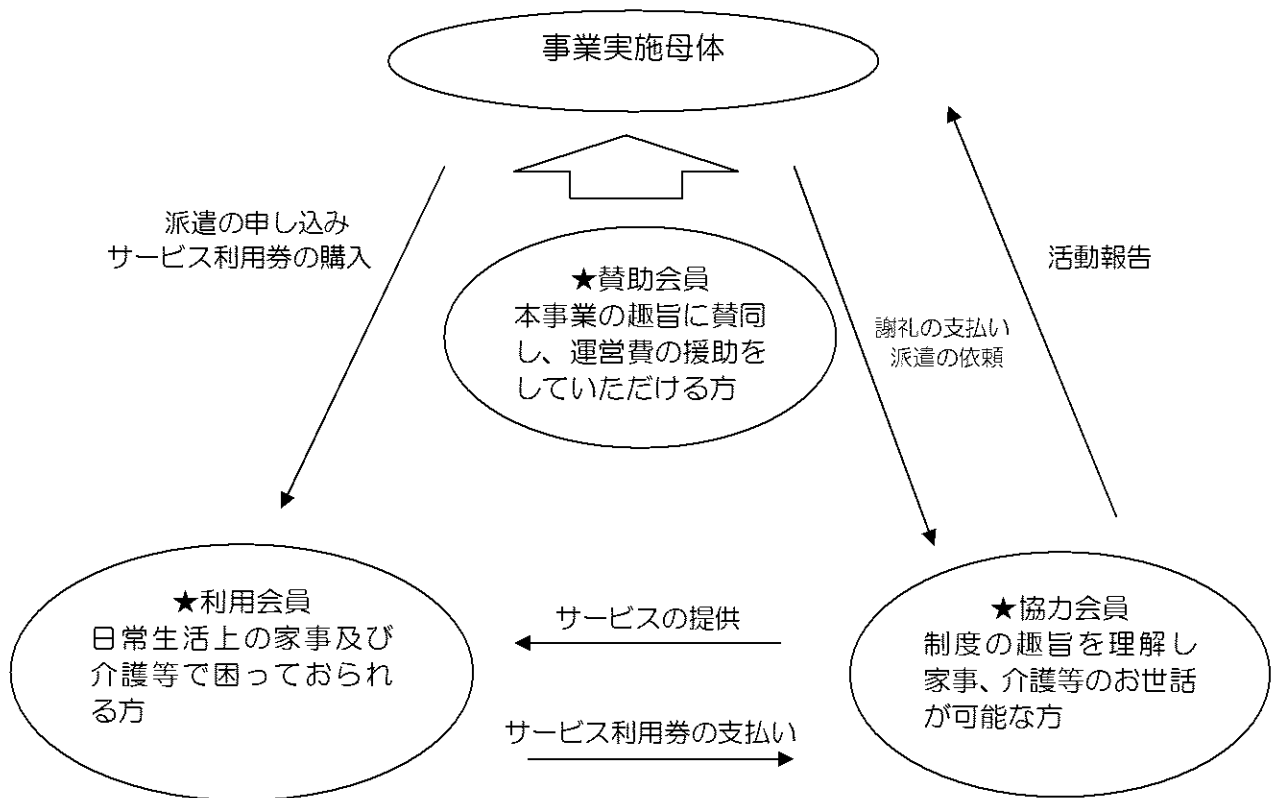 事業実施母体
派遣の申し込み
サービス利用券の購入
★賛助会員
本事業の趣旨に賛同
し、運営費の援助を
していただける方
活動報告
謝礼の支払い
派遣の依頼
★利用会員
日常生活上の家事及び
介護等で困っておられ
る方
サービスの提供
サービス利用券の支払い
★協力会員
制度の趣旨を理解し
家事、介護等のお世話
が可能な方